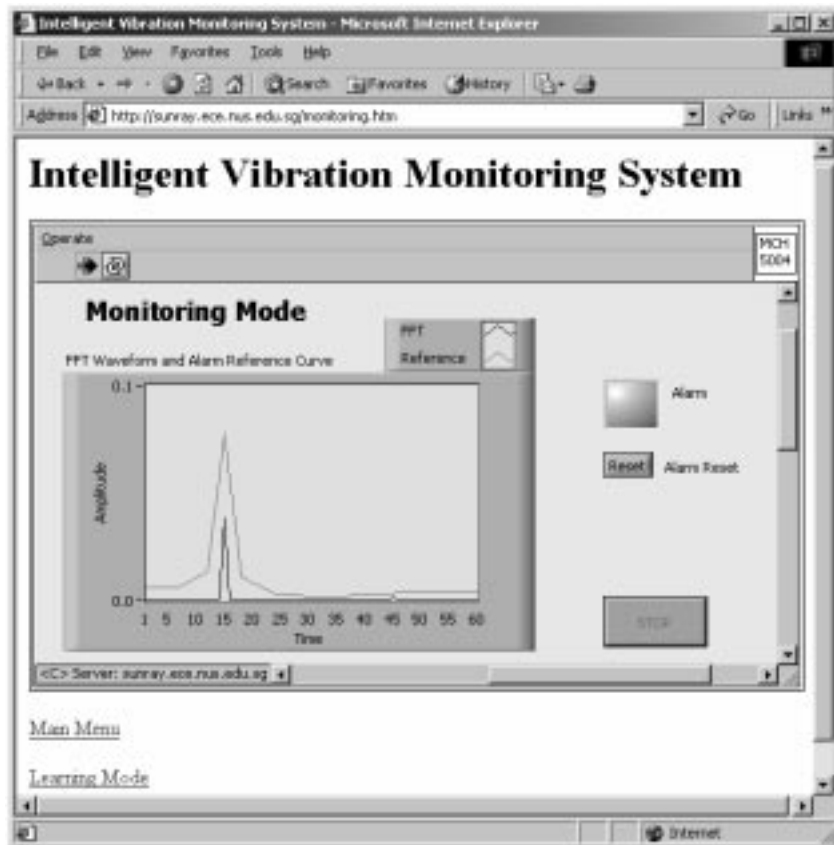 Intelligent Vibration Monitoring System - Microsoft Internet Explorer
File Edit View Favorites Tools Help
Back Search Favorites History
Address http://sunray.ece.nus.edu.sg/monitoring.htm Go Links »
Intelligent Vibration Monitoring System
Operate
MCH
5004
Monitoring Mode
FFT
Reference
FFT Waveform and Alarm Reference Curve
0.1
Amplitude
0.0
1 5 10 15 20 25 30 35 40 45 50 55 60
Time
Alarm
Reset Alarm Reset
STOP
<C> Server: sunray.ece.nus.edu.sg
Main Menu
Learning Mode
Internet